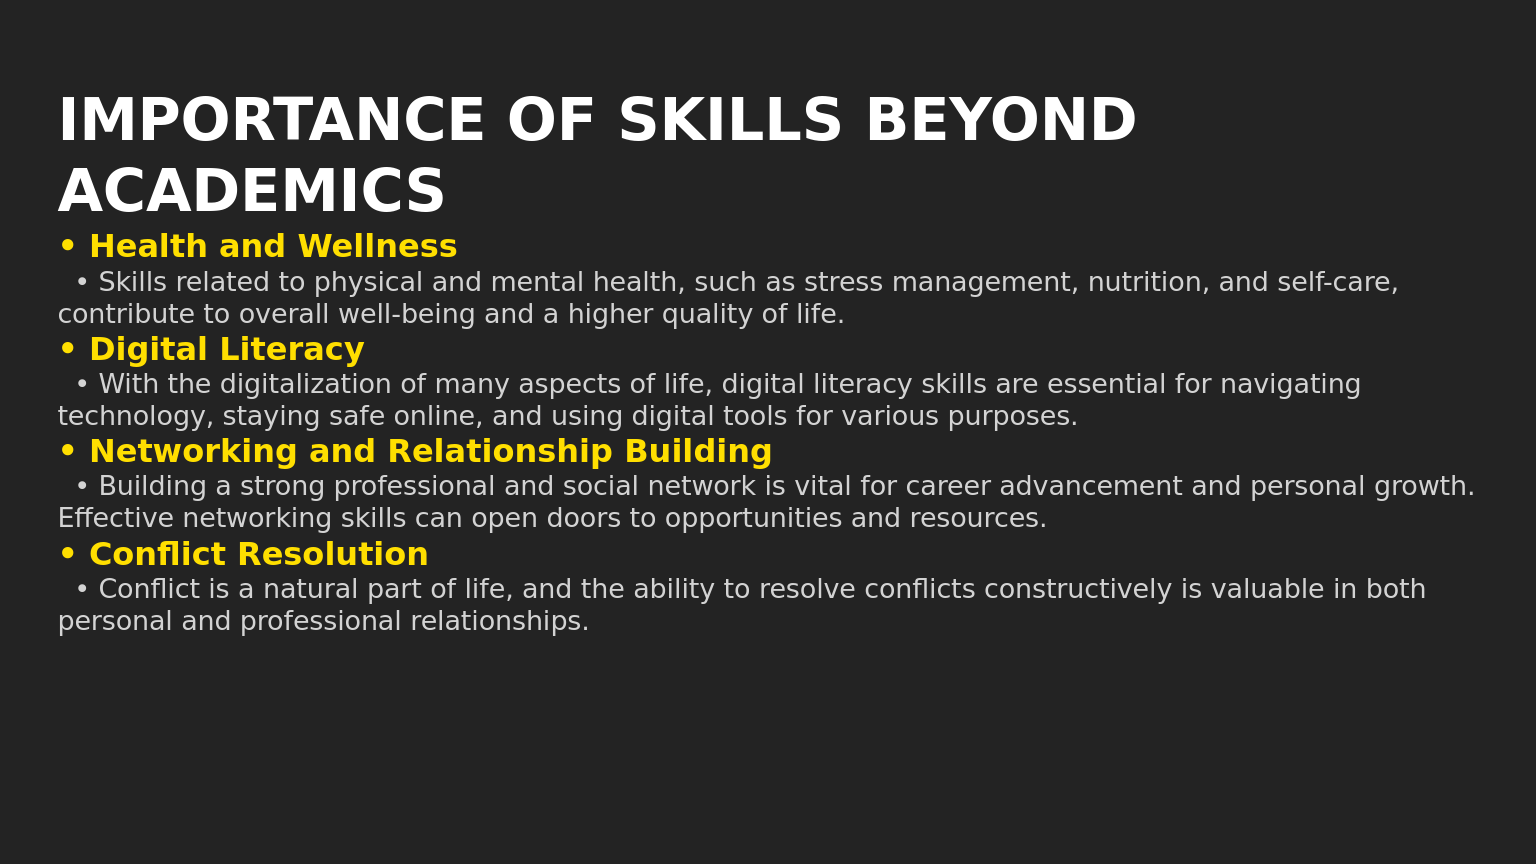 IMPORTANCE OF SKILLS BEYOND
ACADEMICS
• Health and Wellness
• Skills related to physical and mental health, such as stress management, nutrition, and self-care,
contribute to overall well-being and a higher quality of life.
• Digital Literacy
• With the digitalization of many aspects of life, digital literacy skills are essential for navigating
technology, staying safe online, and using digital tools for various purposes.
• Networking and Relationship Building
• Building a strong professional and social network is vital for career advancement and personal growth.
Effective networking skills can open doors to opportunities and resources.
• Conflict Resolution
• Conflict is a natural part of life, and the ability to resolve conflicts constructively is valuable in both
personal and professional relationships.